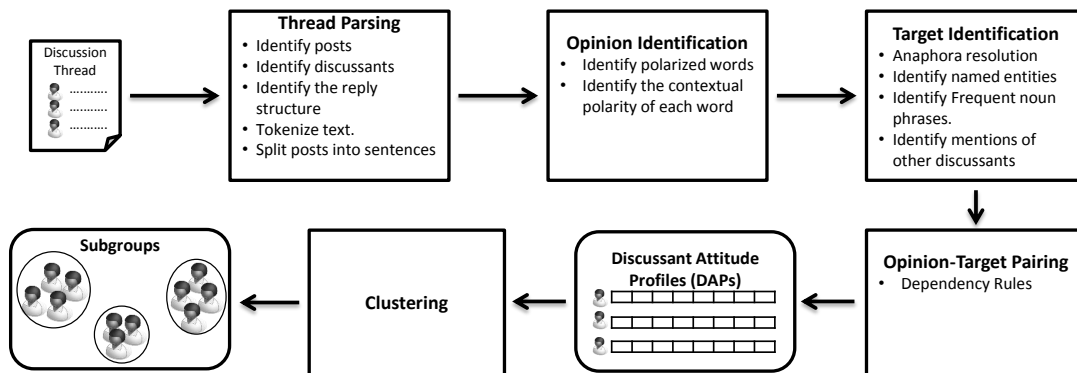 Discussion
Thread
...........
...........
...........
Thread Parsing
• Identify posts
• Identify discussants
• Identify the reply
structure
• Tokenize text.
• Split posts into sentences
Opinion Identification
• Identify polarized words
• Identify the contextual
polarity of each word
Target Identification
• Anaphora resolution
• Identify named entities
• Identify Frequent noun
phrases.
• Identify mentions of
other discussants
Opinion-Target Pairing
• Dependency Rules
Discussant Attitude
Profiles (DAPs)
Clustering
Subgroups